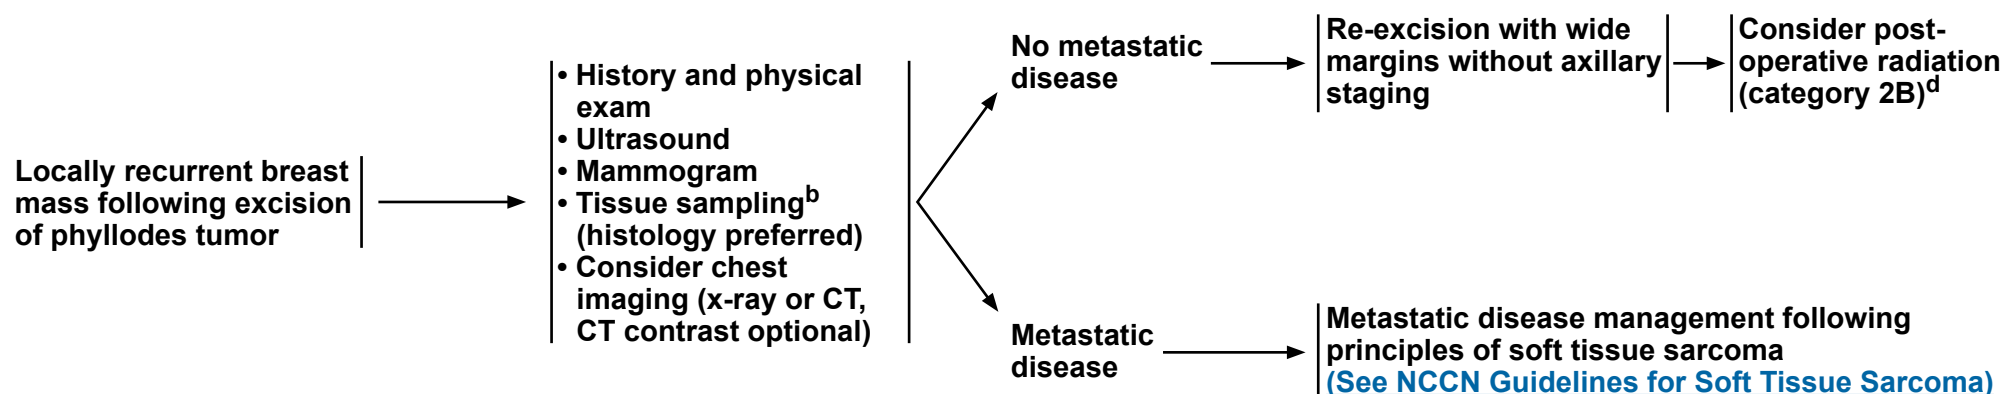 Locally recurrent breast
mass following excision
of phyllodes tumor
• History and physical
exam
• Ultrasound
• Mammogram
• Tissue samplingᵇ
(histology preferred)
• Consider chest
imaging (x-ray or CT,
CT contrast optional)
No metastatic
disease
Re-excision with wide
margins without axillary
staging
Consider post-
operative radiation
(category 2B)ᵈ
Metastatic
disease
Metastatic disease management following
principles of soft tissue sarcoma
(See NCCN Guidelines for Soft Tissue Sarcoma)